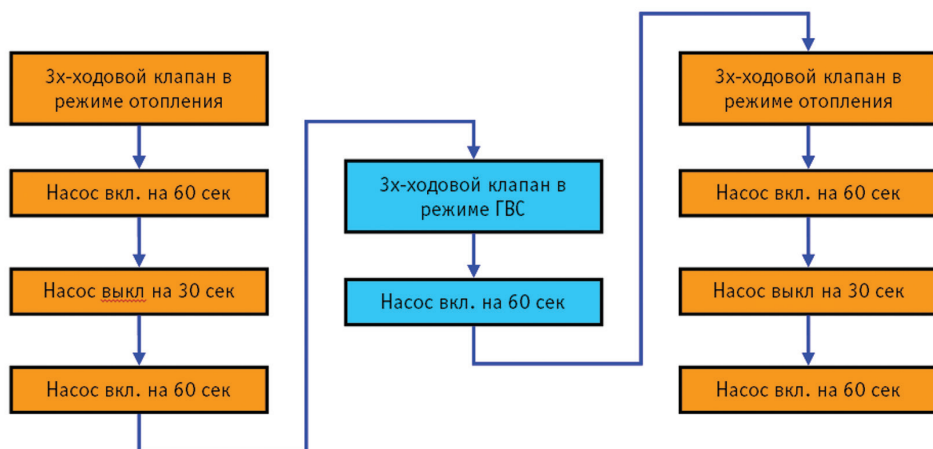 3х-ходовой клапан в
режиме отопления
Насос вкл. на 60 сек
Насос выкл на 30 сек
Насос вкл. на 60 сек
3х-ходовой клапан в
режиме ГВС
Насос вкл. на 60 сек
3х-ходовой клапан в
режиме отопления
Насос вкл. на 60 сек
Насос выкл на 30 сек
Насос вкл. на 60 сек